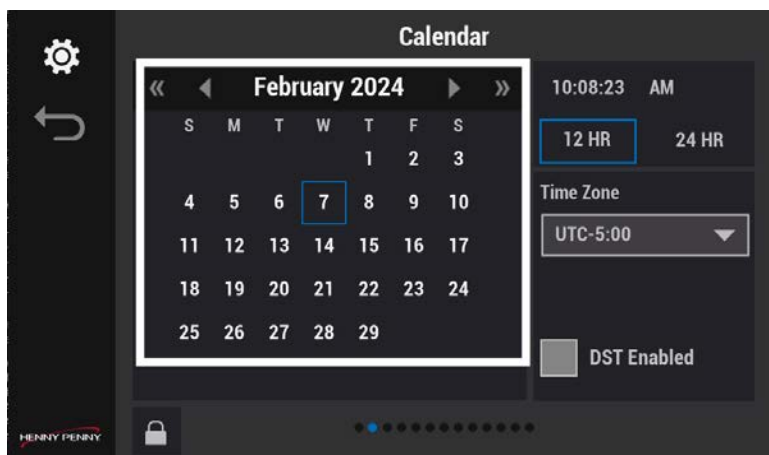 Calendar
« ◀ February 2024 ▶ »
S M T W T F S
1 2 3
4 5 6 7 8 9 10
11 12 13 14 15 16 17
18 19 20 21 22 23 24
25 26 27 28 29
10:08:23 AM
12 HR 24 HR
Time Zone
UTC-5:00
DST Enabled
HENNY PENNY